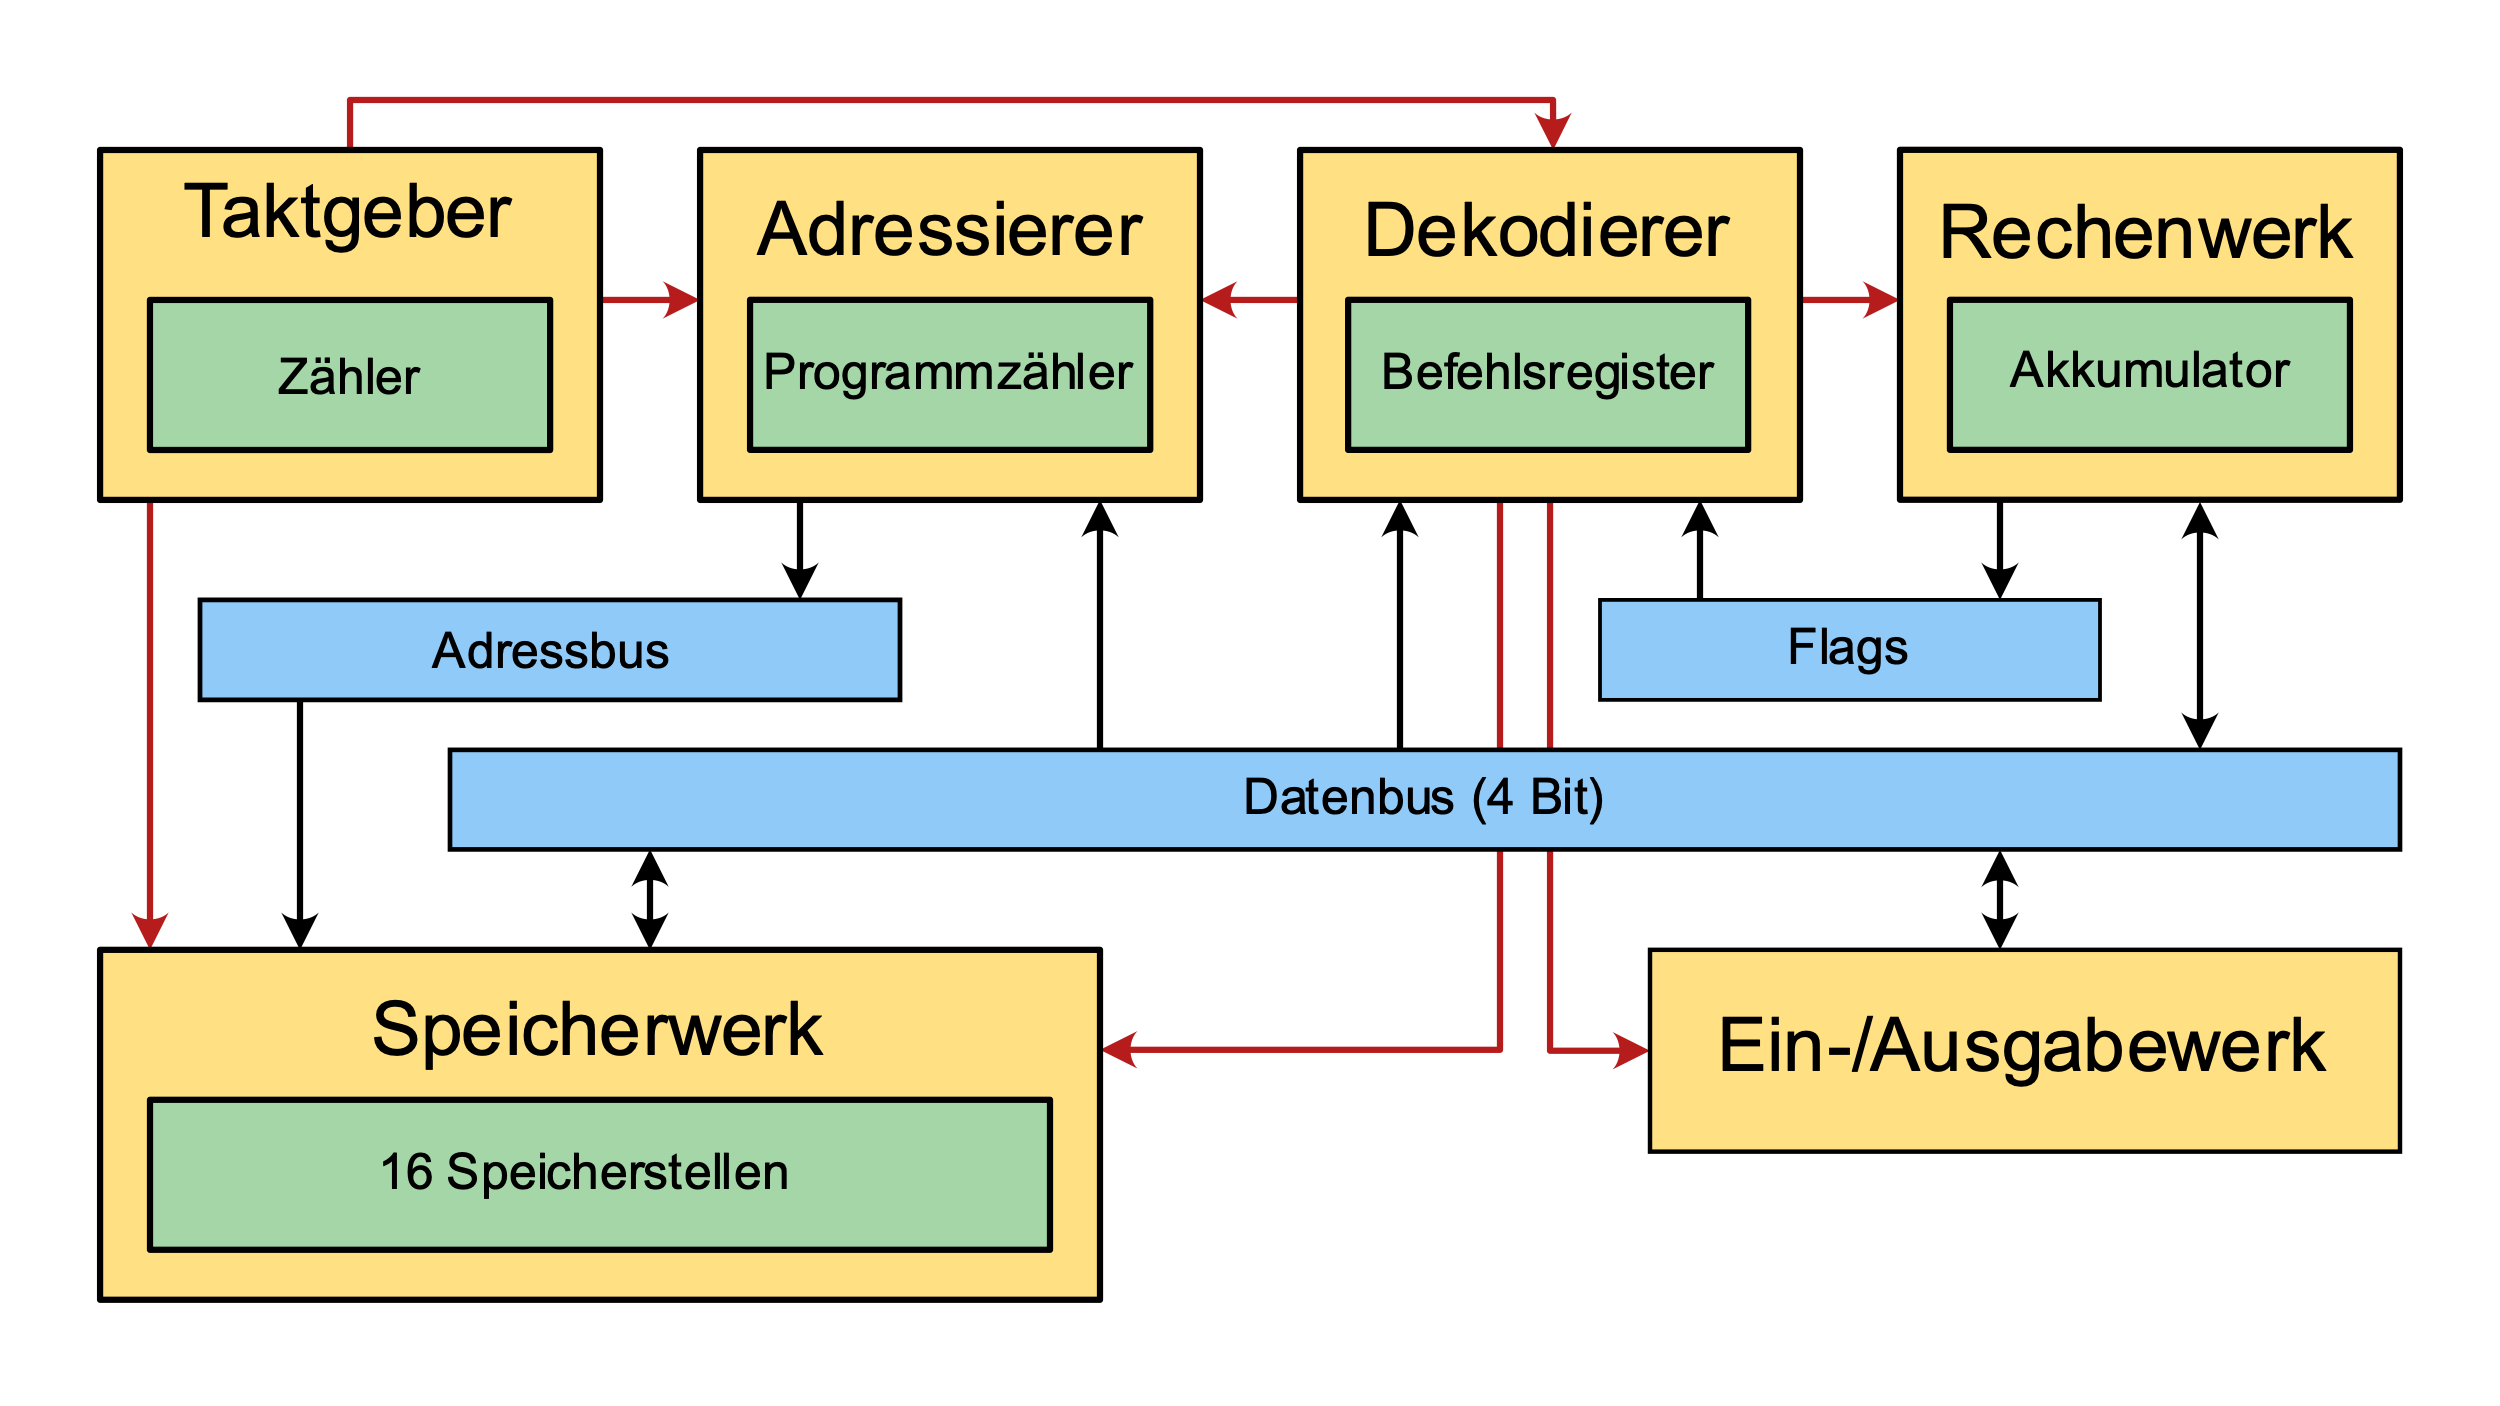 Taktgeber
Zähler
Adressierer
Programmzähler
Dekodierer
Befehlsregister
Rechenwerk
Akkumulator
Adressbus
Flags
Datenbus (4 Bit)
Speicherwerk
16 Speicherstellen
Ein-/Ausgabewerk